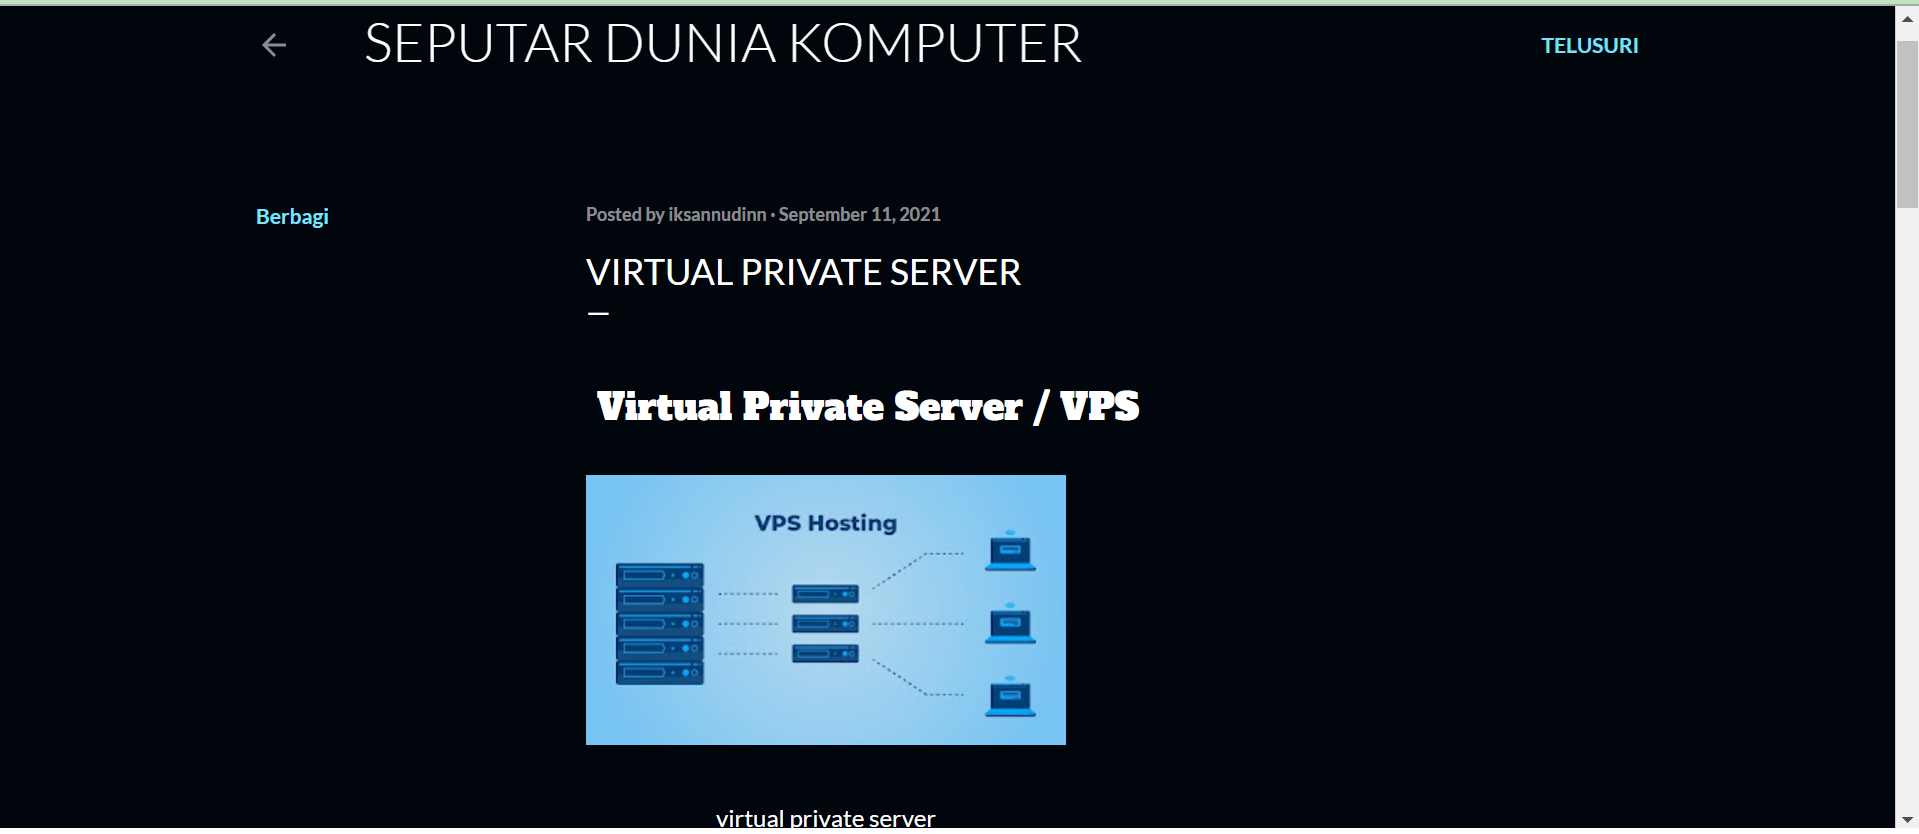 SEPUTAR DUNIA KOMPUTER
TELUSURI
Berbagi
Posted by iksannudinn · September 11, 2021
VIRTUAL PRIVATE SERVER
Virtual Private Server / VPS
VPS Hosting
virtual private server